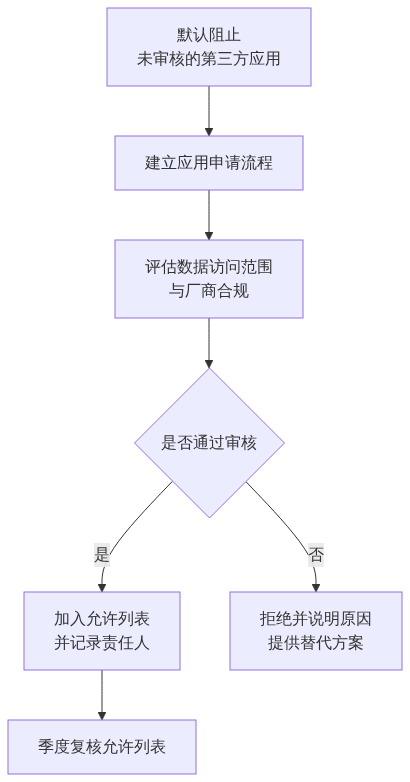 默认阻止
未审核的第三方应用
建立应用申请流程
评估数据访问范围
与厂商合规
是否通过审核
是
否
加入允许列表
并记录责任人
拒绝并说明原因
提供替代方案
季度复核允许列表